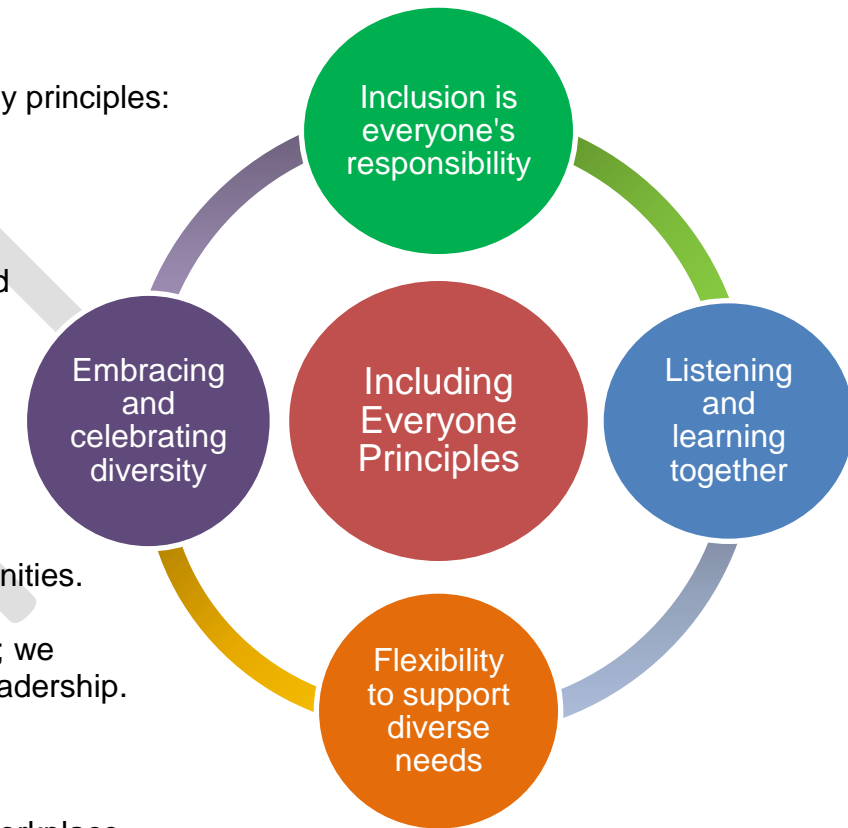 y principles:
Inclusion is
everyone's
responsibility
d
Embracing
and
celebrating
diversity
Including
Everyone
Principles
Listening
and
learning
together
nities.
; we
adership.
Flexibility
to support
diverse
needs